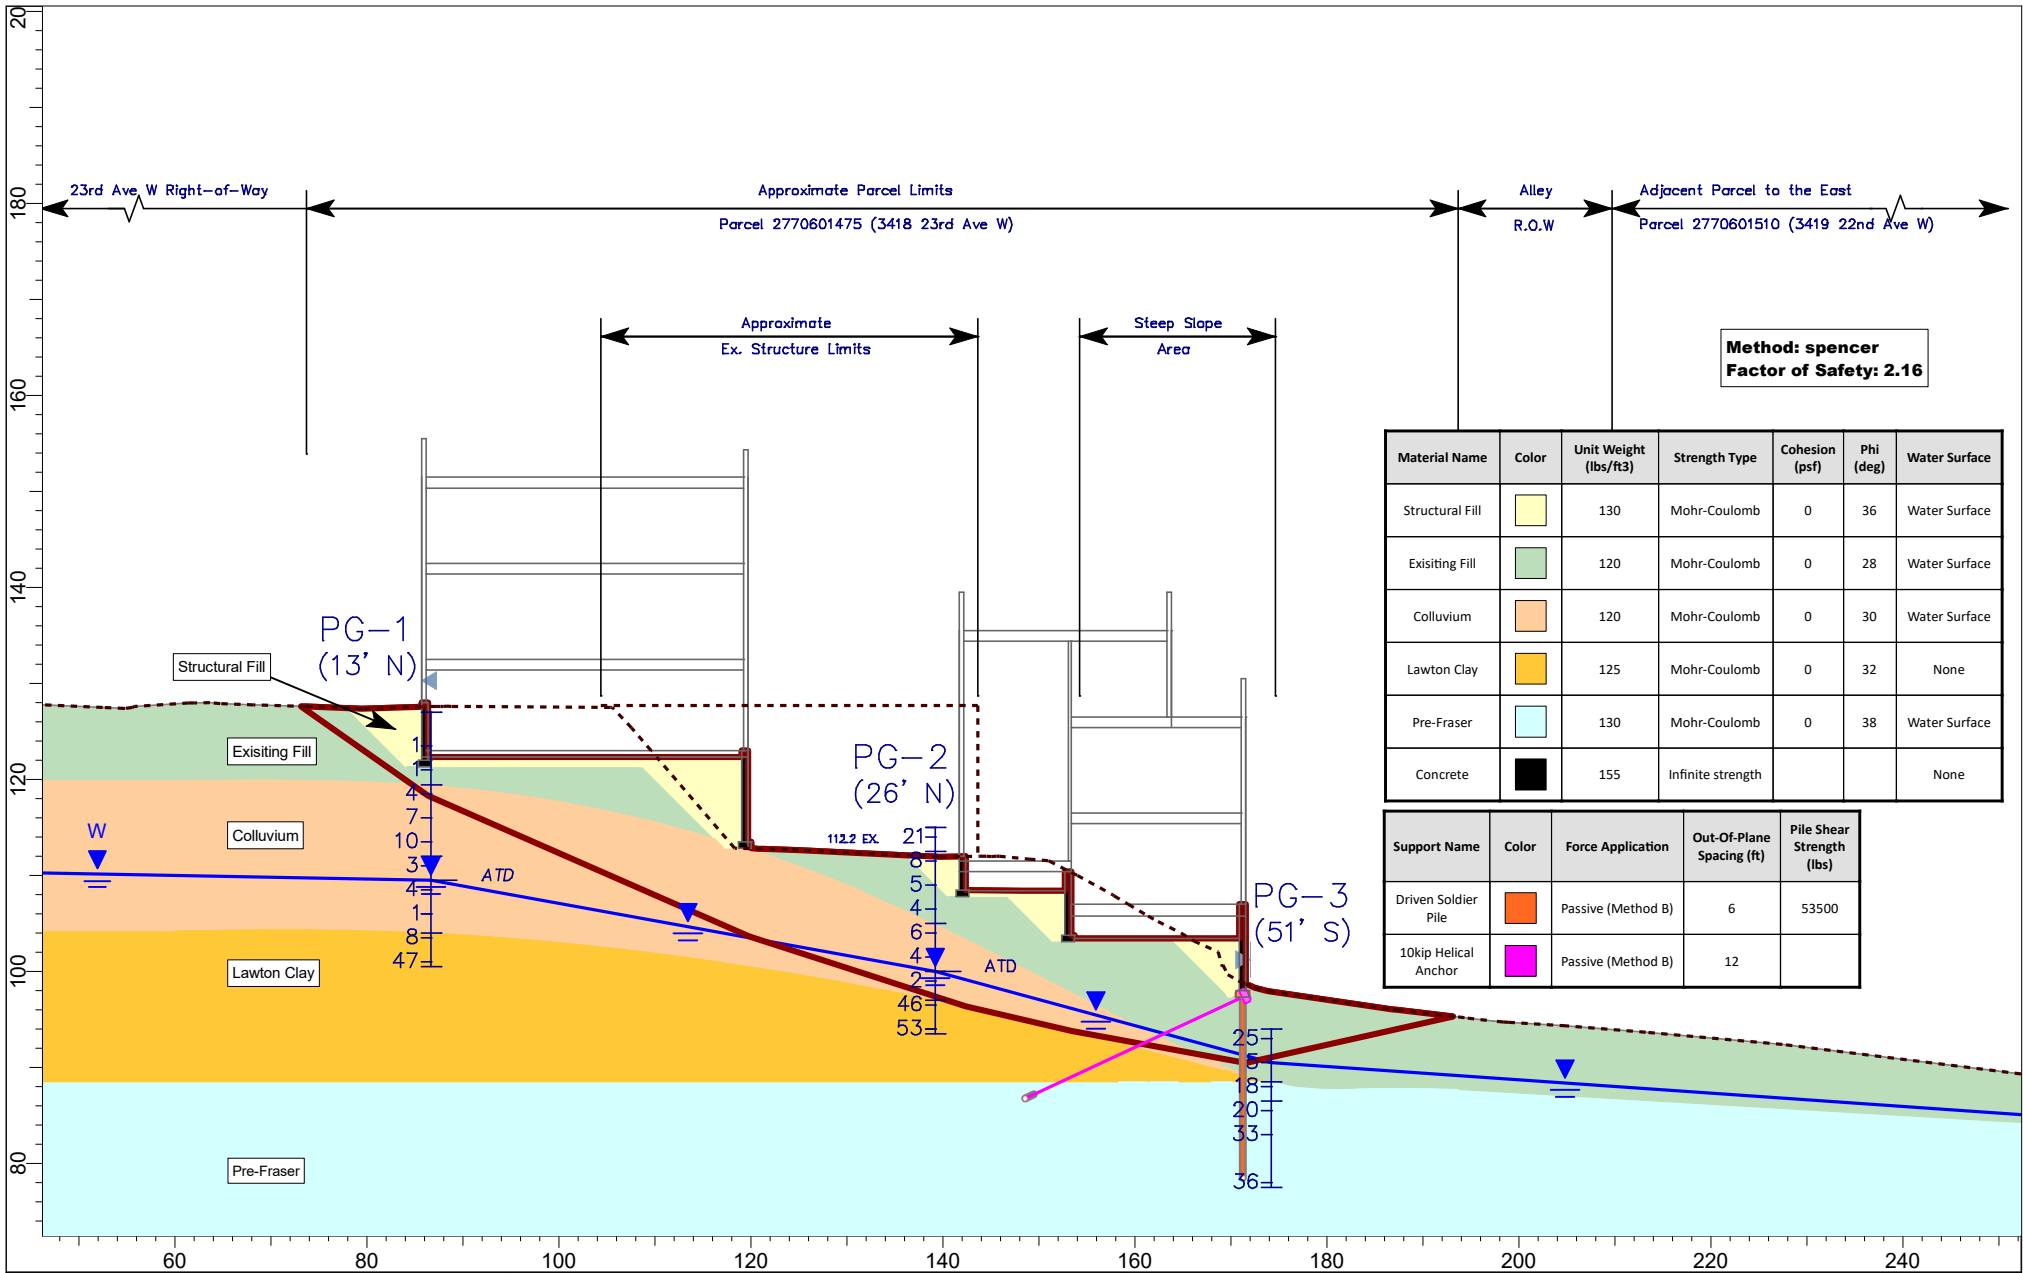 23rd Ave W Right-of-Way
Approximate Parcel Limits
Parcel 2770601475 (3418 23rd Ave W)
Alley
R.O.W
Adjacent Parcel to the East
Parcel 2770601510 (3419 22nd Ave W)
Approximate
Ex. Structure Limits
Steep Slope
Area
Method: spencer
Factor of Safety: 2.16
Material Name Color Unit Weight (lbs/ft3) Strength Type Cohesion (psf) Phi (deg) Water Surface
Structural Fill 130 Mohr-Coulomb 0 36 Water Surface
Exisiting Fill 120 Mohr-Coulomb 0 28 Water Surface
Colluvium 120 Mohr-Coulomb 0 30 Water Surface
Lawton Clay 125 Mohr-Coulomb 0 32 None
Pre-Fraser 130 Mohr-Coulomb 0 38 Water Surface
Concrete 155 Infinite strength None
Support Name Color Force Application Out-Of-Plane Spacing (ft) Pile Shear Strength (lbs)
Driven Soldier Pile Passive (Method B) 6 53500
10kip Helical Anchor Passive (Method B) 12
PG-1
(13' N)
Structural Fill
Exisiting Fill
Colluvium
Lawton Clay
Pre-Fraser
W
1
1
4
7
10
3
4
1
8
47
ATD
PG-2
(26' N)
112.2 EX.
21
8
5
4
6
4
2
46
53
ATD
PG-3
(51' S)
25
5
18
20
33
36
20
180
160
140
120
100
80
60 80 100 120 140 160 180 200 220 240